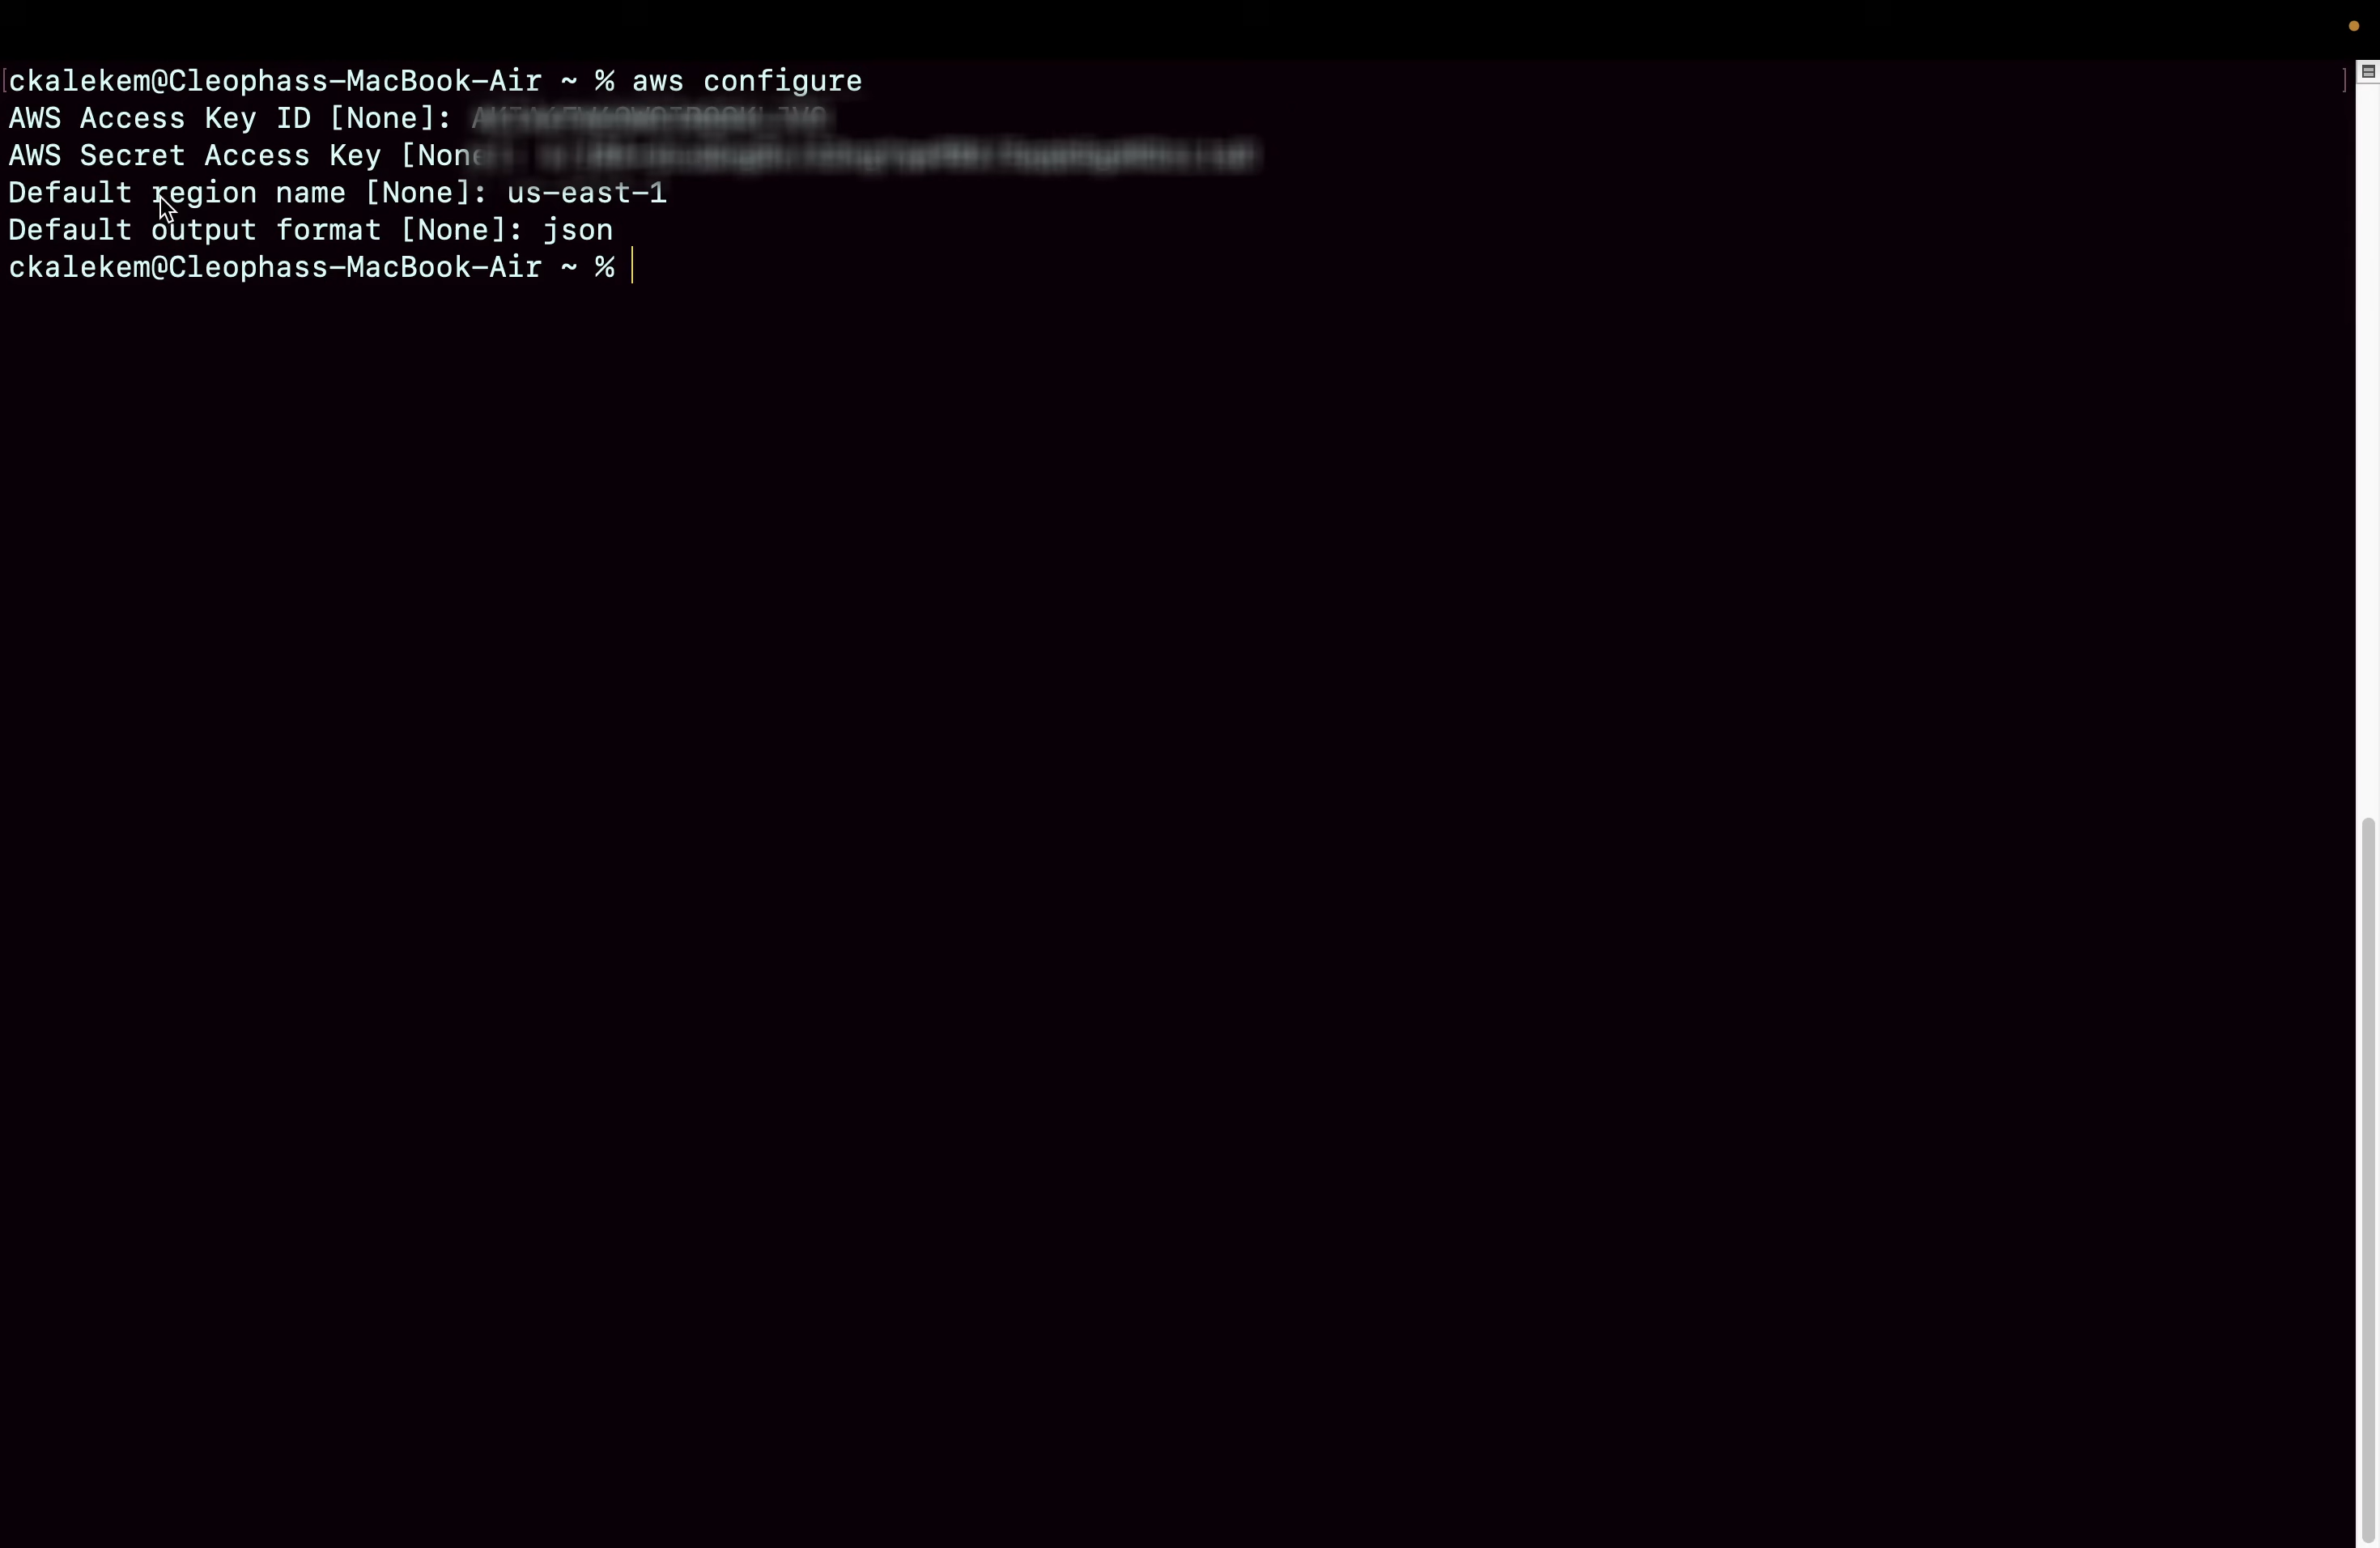 ckalekem@Cleophass-MacBook-Air ~ % aws configure
AWS Access Key ID [None]:
AWS Secret Access Key [None
Default region name [None]: us-east-1
Default output format [None]: json
ckalekem@Cleophass-MacBook-Air ~ %